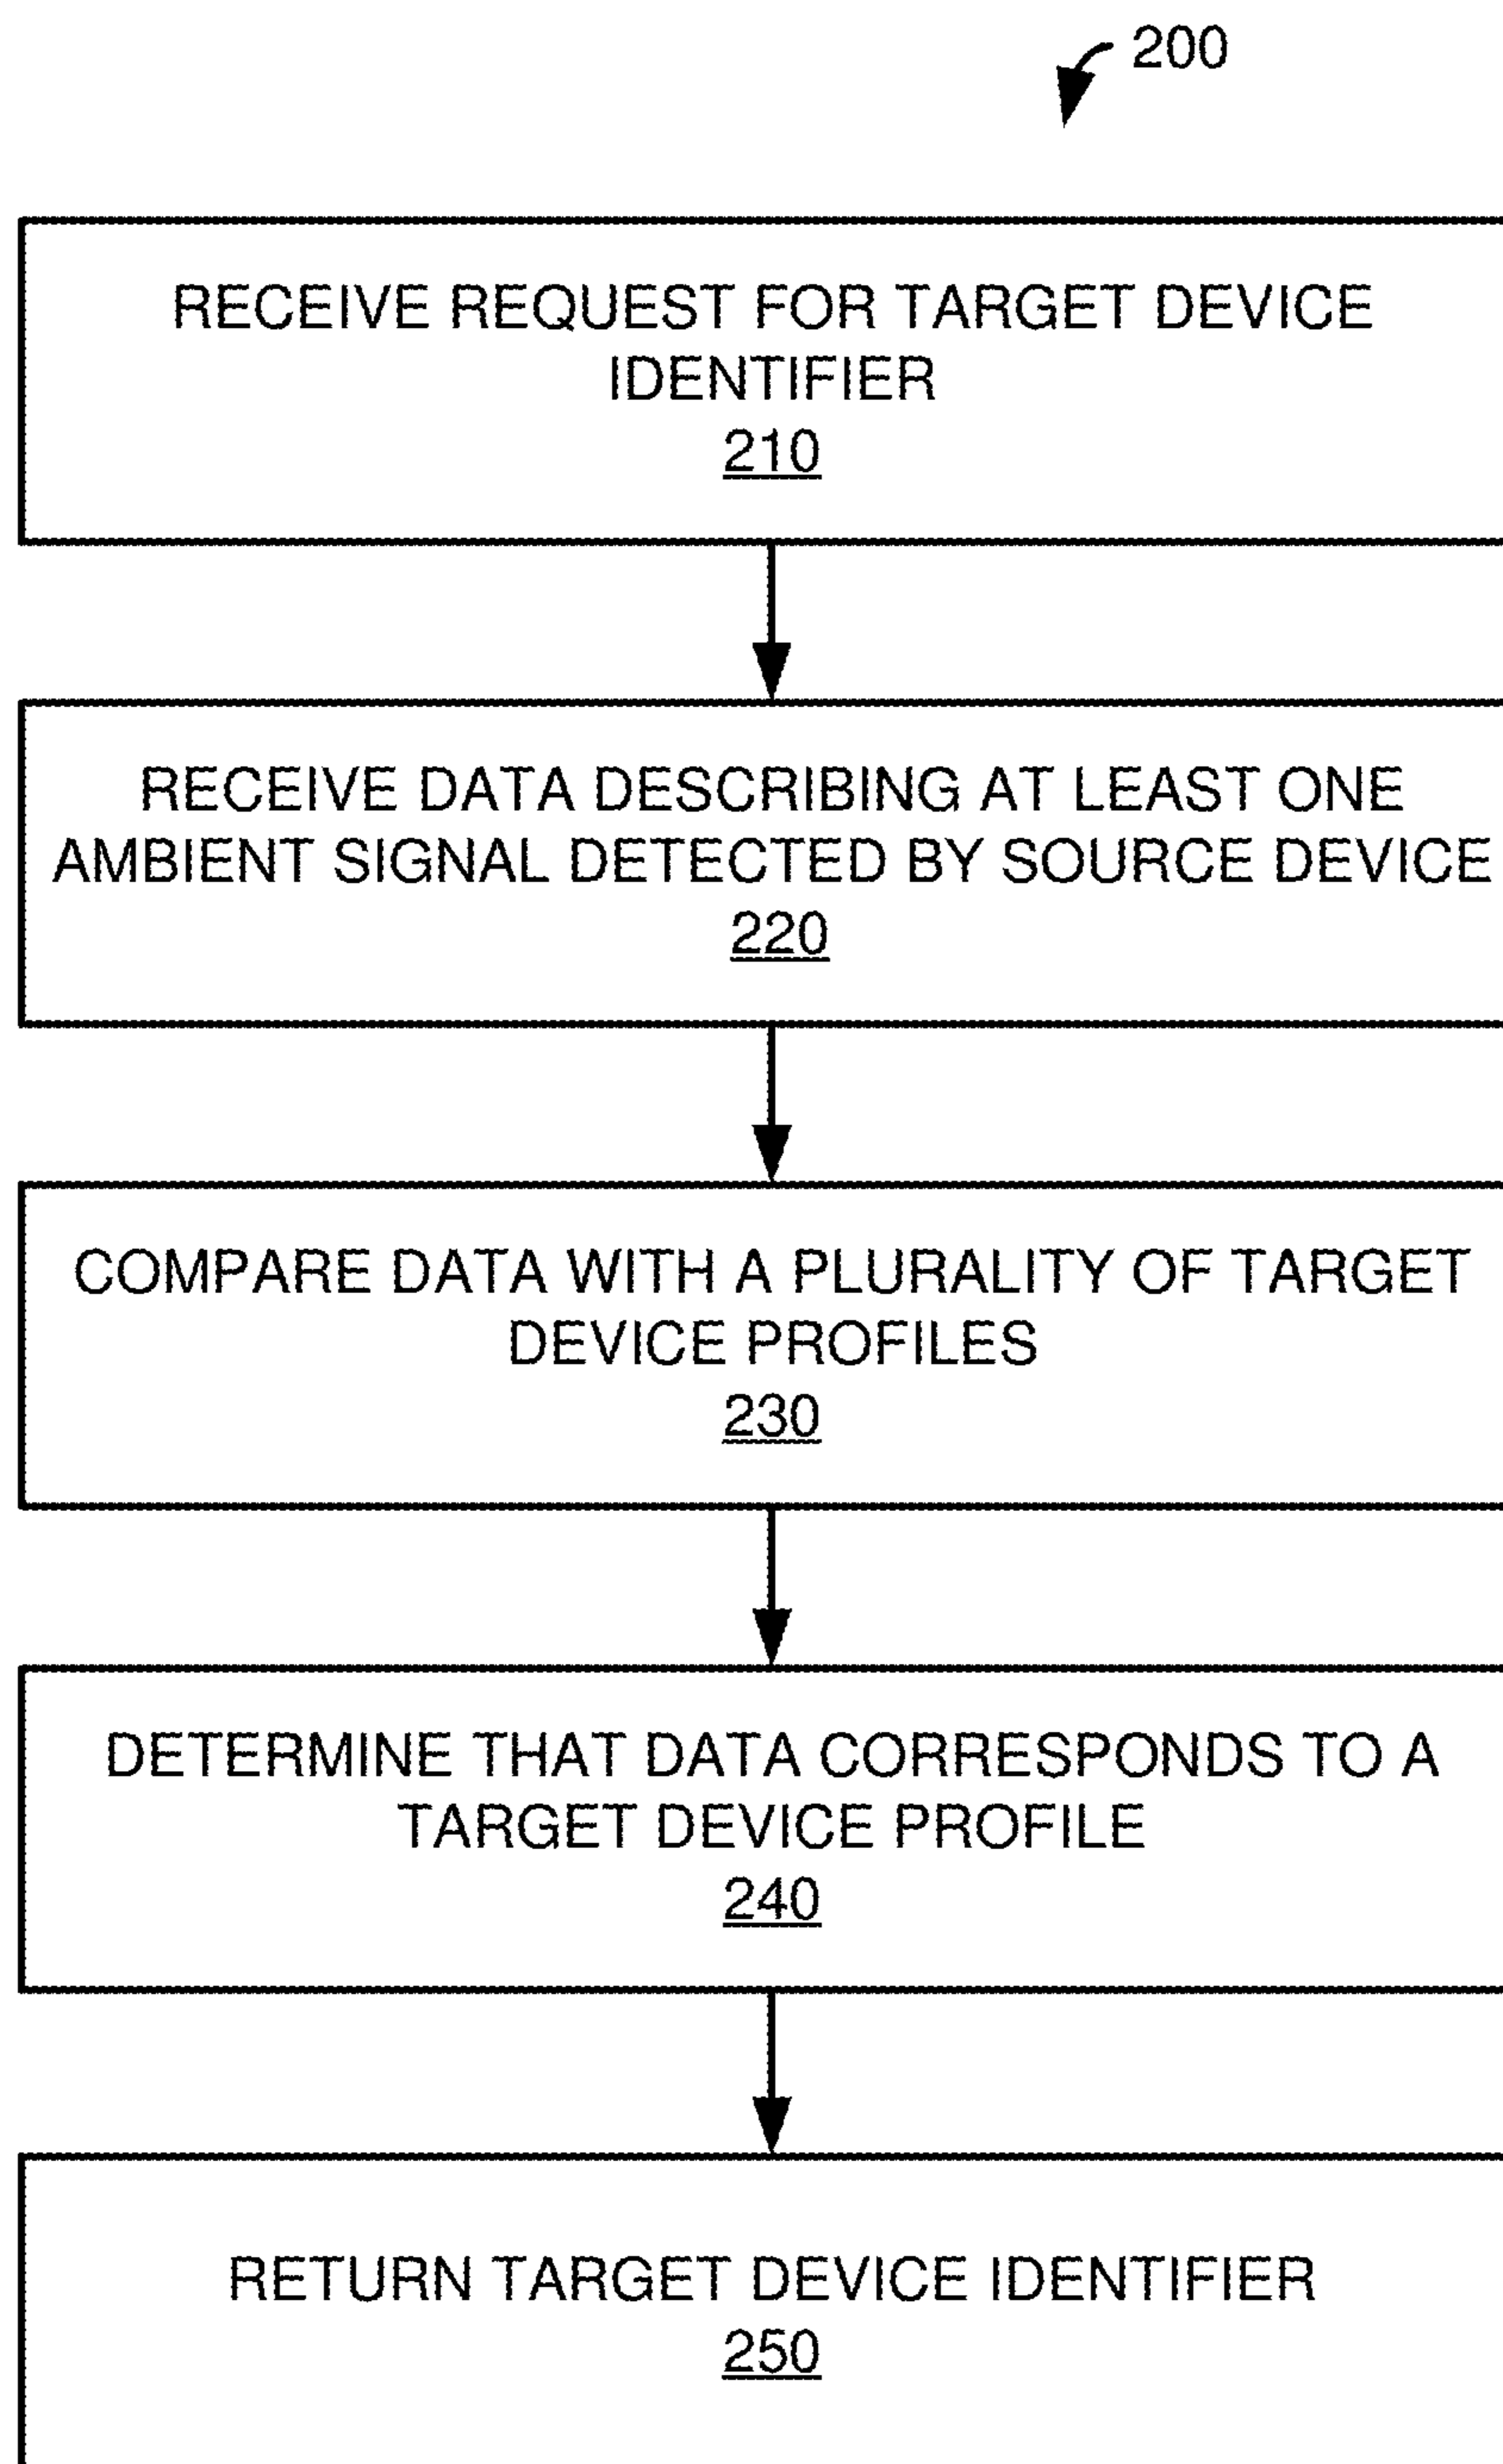 200
RECEIVE REQUEST FOR TARGET DEVICE
IDENTIFIER
210
RECEIVE DATA DESCRIBING AT LEAST ONE
AMBIENT SIGNAL DETECTED BY SOURCE DEVICE
220
COMPARE DATA WITH A PLURALITY OF TARGET
DEVICE PROFILES
230
DETERMINE THAT DATA CORRESPONDS TO A
TARGET DEVICE PROFILE
240
RETURN TARGET DEVICE IDENTIFIER
250